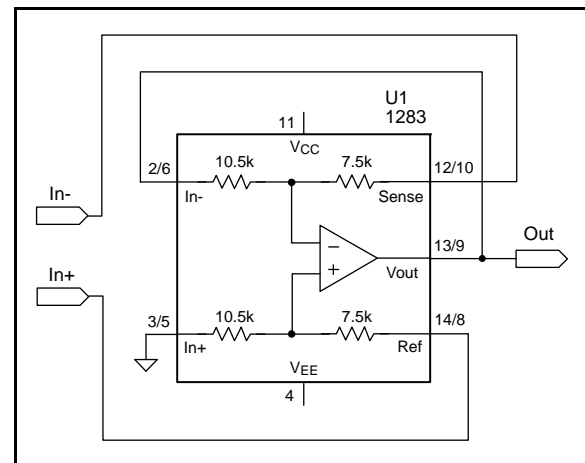 U1
1283
11
VCC
2/6
10.5k
7.5k
12/10
In-
In-
Sense
−
13/9
Out
+
Vout
In+
3/5
10.5k
7.5k
14/8
In+
Ref
VEE
4